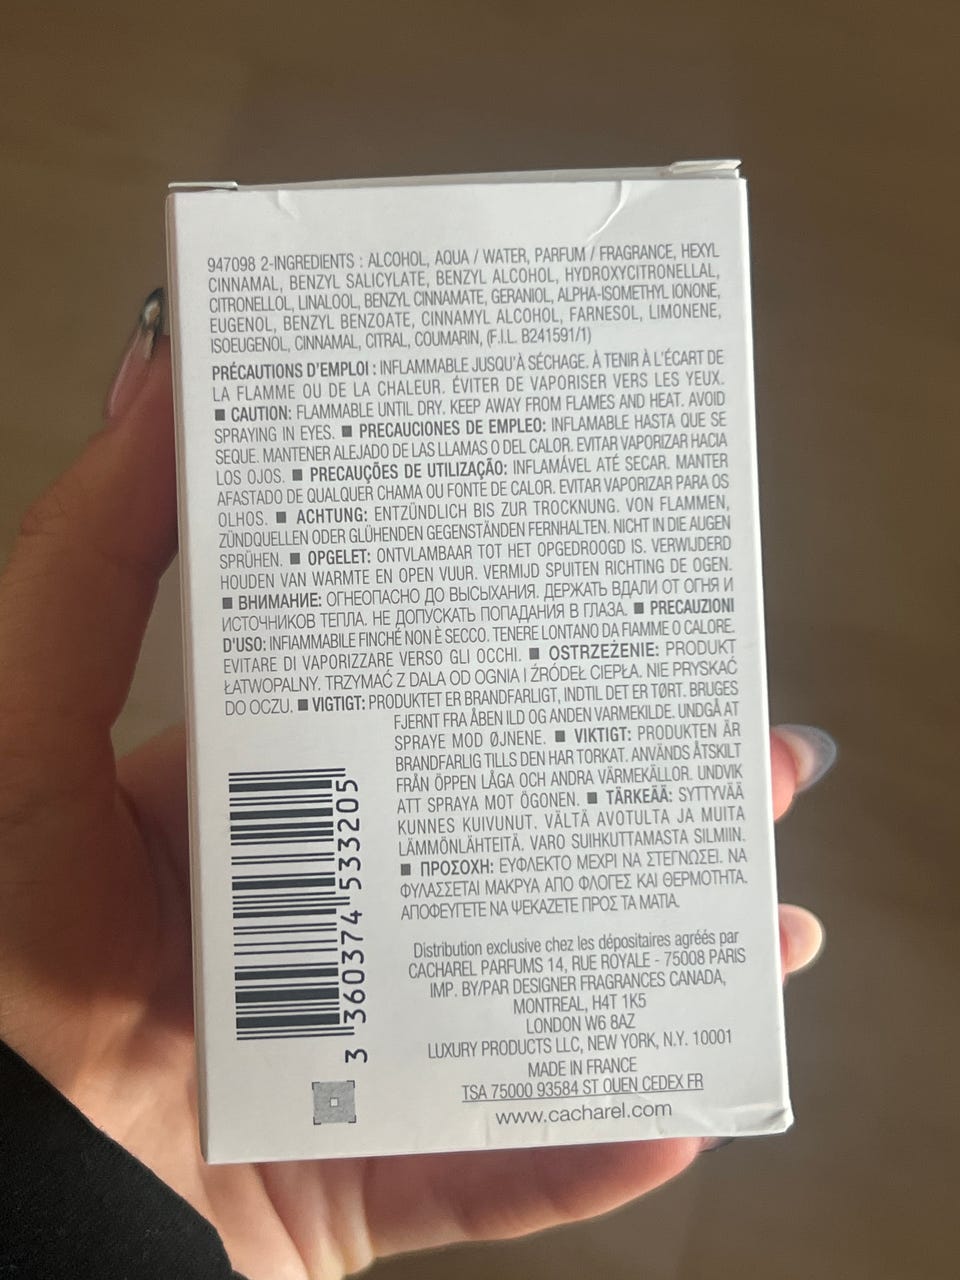 947098 2-INGREDIENTS : ALCOHOL, AQUA / WATER, PARFUM / FRAGRANCE, HEXYL
CINNAMAL, BENZYL SALICYLATE, BENZYL ALCOHOL, HYDROXYCITRONELLAL,
CITRONELLOL, LINALOOL, BENZYL CINNAMATE, GERANIOL, ALPHA-ISOMETHYL IONONE,
EUGENOL, BENZYL BENZOATE, CINNAMYL ALCOHOL, FARNESOL, LIMONENE,
ISOEUGENOL, CINNAMAL, CITRAL, COUMARIN, (F.I.L. B241591/1)
PRÉCAUTIONS D'EMPLOI : INFLAMMABLE JUSQU'À SÉCHAGE. À TENIR À L'ÉCART DE
LA FLAMME OU DE LA CHALEUR. ÉVITER DE VAPORISER VERS LES YEUX.
■ CAUTION: FLAMMABLE UNTIL DRY. KEEP AWAY FROM FLAMES AND HEAT. AVOID
SPRAYING IN EYES. ■ PRECAUCIONES DE EMPLEO: INFLAMABLE HASTA QUE SE
SEQUE. MANTENER ALEJADO DE LAS LLAMAS O DEL CALOR. EVITAR VAPORIZAR HACIA
LOS OJOS. ■ PRECAUÇÕES DE UTILIZAÇÃO: INFLAMÁVEL ATÉ SECAR. MANTER
AFASTADO DE QUALQUER CHAMA OU FONTE DE CALOR. EVITAR VAPORIZAR PARA OS
OLHOS. ■ ACHTUNG: ENTZÜNDLICH BIS ZUR TROCKNUNG. VON FLAMMEN,
ZÜNDQUELLEN ODER GLÜHENDEN GEGENSTÄNDEN FERNHALTEN. NICHT IN DIE AUGEN
SPRÜHEN. ■ OPGELET: ONTVLAMBAAR TOT HET OPGEDROOGD IS. VERWIJDERD
HOUDEN VAN WARMTE EN OPEN VUUR. VERMIJD SPUITEN RICHTING DE OGEN.
■ ВНИМАНИЕ: ОГНЕОПАСНО ДО ВЫСЫХАНИЯ. ДЕРЖАТЬ ВДАЛИ ОТ ОГНЯ И
ИСТОЧНИКОВ ТЕПЛА. НЕ ДОПУСКАТЬ ПОПАДАНИЯ В ГЛАЗА. ■ PRECAUZIONI
D'USO: INFIAMMABILE FINCHÉ NON È SECCO. TENERE LONTANO DA FIAMME O CALORE.
EVITARE DI VAPORIZZARE VERSO GLI OCCHI. ■ OSTRZEŻENIE: PRODUKT
ŁATWOPALNY. TRZYMAĆ Z DALA OD OGNIA I ŹRÓDEŁ CIEPŁA. NIE PRYSKAĆ
DO OCZU. ■ VIGTIGT: PRODUKTET ER BRANDFARLIGT, INDTIL DET ER TØRT. BRUGES
FJERNT FRA ÅBEN ILD OG ANDEN VARMEKILDE. UNDGÅ AT
SPRAYE MOD ØJNENE. ■ VIKTIGT: PRODUKTEN ÄR
BRANDFARLIG TILLS DEN HAR TORKAT. ANVÄNDS ÅTSKILT
FRÅN ÖPPEN LÅGA OCH ANDRA VÄRMEKÄLLOR. UNDVIK
ATT SPRAYA MOT ÖGONEN. ■ TÄRKEÄÄ: SYTTYVÄÄ
KUNNES KUIVUNUT. VÄLTÄ AVOTULTA JA MUITA
LÄMMÖNLÄHTEITÄ. VARO SUIHKUTTAMASTA SILMIIN.
■ ΠΡΟΣΟΧΗ: ΕΥΦΛΕΚΤΟ ΜΕΧΡΙ ΝΑ ΣΤΕΓΝΩΣΕΙ. ΝΑ
ΦΥΛΑΣΣΕΤΑΙ ΜΑΚΡΥΑ ΑΠΟ ΦΛΟΓΕΣ ΚΑΙ ΘΕΡΜΟΤΗΤΑ.
ΑΠΟΦΕΥΓΕΤΕ ΝΑ ΨΕΚΑΖΕΤΕ ΠΡΟΣ ΤΑ ΜΑΤΙΑ.
3 360374 533205
Distribution exclusive chez les dépositaires agréés par
CACHAREL PARFUMS 14, RUE ROYALE - 75008 PARIS
IMP. BY/PAR DESIGNER FRAGRANCES CANADA,
MONTREAL, H4T 1K5
LONDON W6 8AZ
LUXURY PRODUCTS LLC, NEW YORK, N.Y. 10001
MADE IN FRANCE
TSA 75000 93584 ST OUEN CEDEX FR
www.cacharel.com